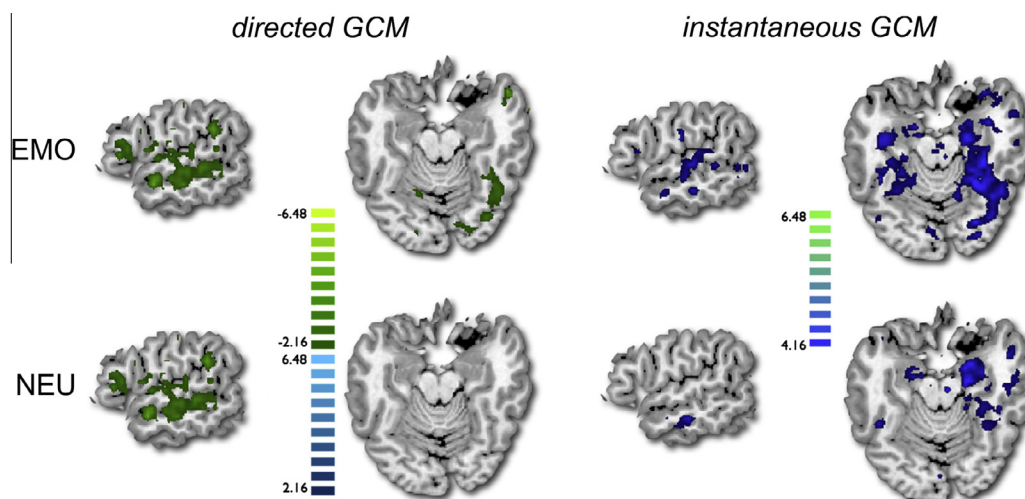 directed GCM
instantaneous GCM
EMO
-6.48
6.48
-2.16
6.48
4.16
NEU
2.16